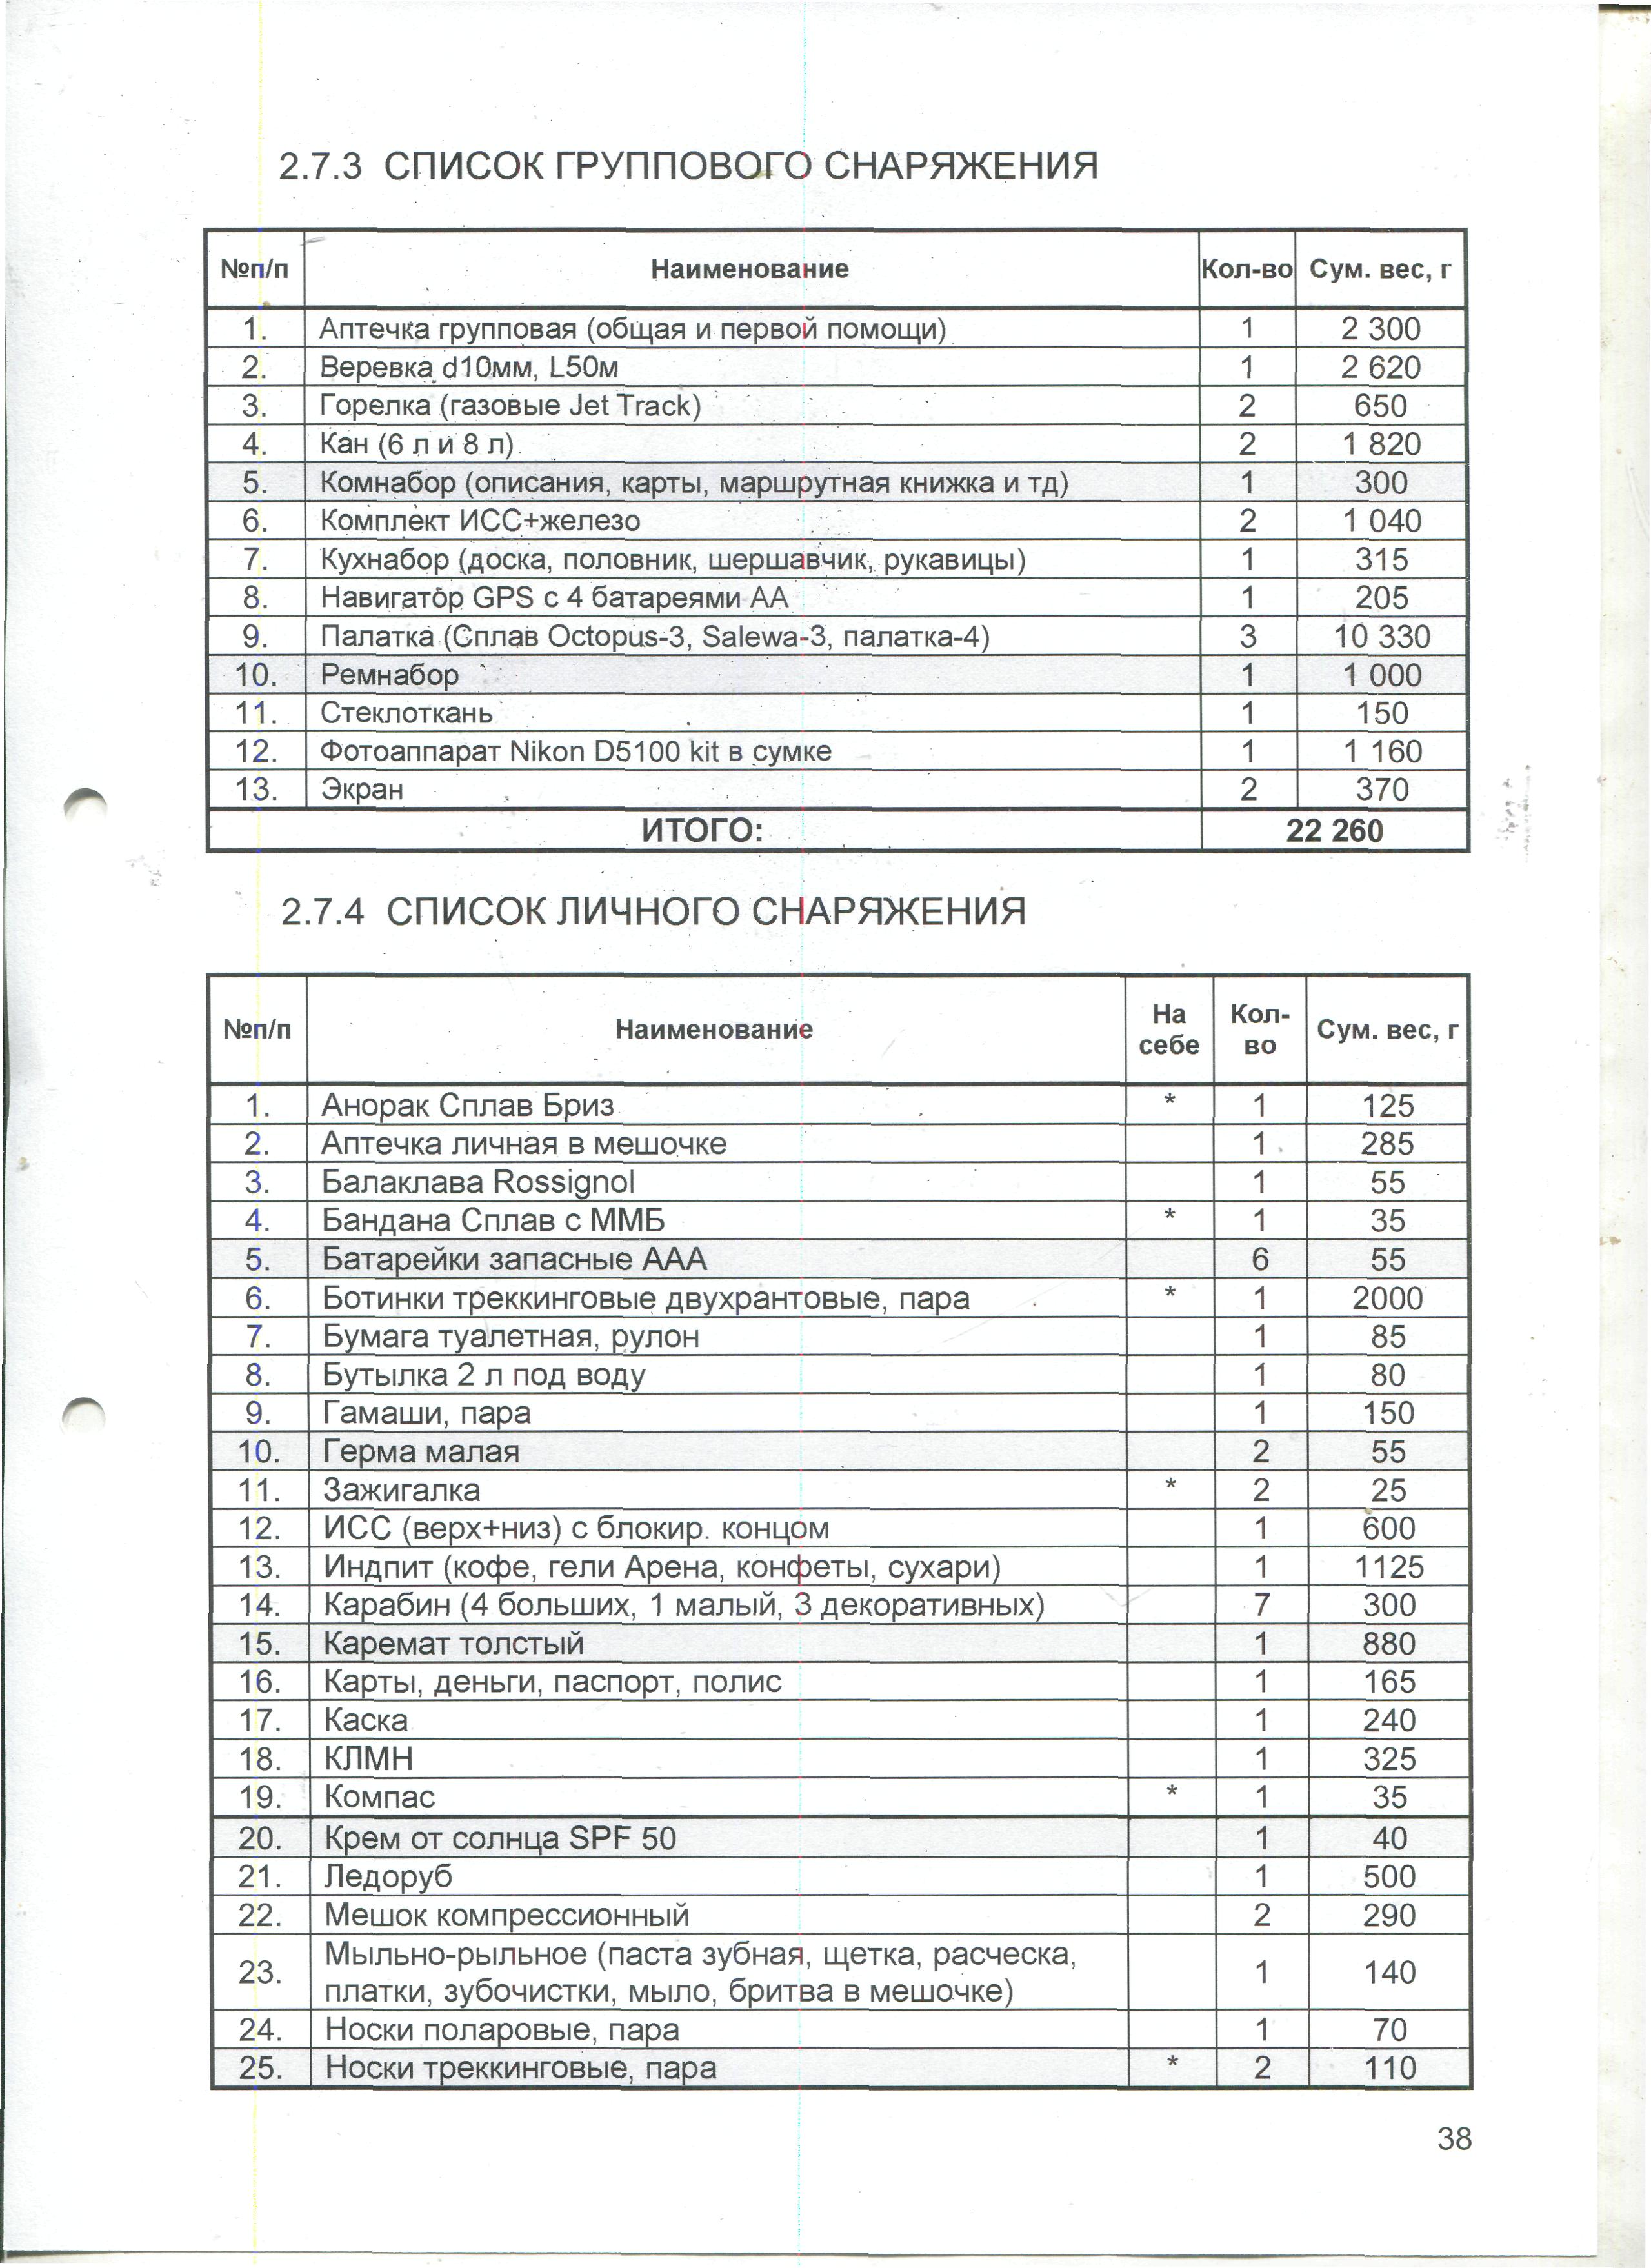 2.7.3 СПИСОК ГРУППОВОГО СНАРЯЖЕНИЯ
№п/п Наименование Кол-во Сум. вес, г
1. Аптечка групповая (общая и первой помощи) 1 2 300
2. Веревка d10мм, L50м 1 2 620
3. Горелка (газовые Jet Track) 2 650
4. Кан (6 л и 8 л) 2 1 820
5. Комнабор (описания, карты, маршрутная книжка и тд) 1 300
6. Комплект ИСС+железо 2 1 040
7. Кухнабор (доска, половник, шершавчик, рукавицы) 1 315
8. Навигатор GPS с 4 батареями АА 1 205
9. Палатка (Сплав Octopus-3, Salewa-3, палатка-4) 3 10 330
10. Ремнабор 1 1 000
11. Стеклоткань 1 150
12. Фотоаппарат Nikon D5100 kit в сумке 1 1 160
13. Экран 2 370
ИТОГО: 22 260
2.7.4 СПИСОК ЛИЧНОГО СНАРЯЖЕНИЯ
№п/п Наименование На себе Кол-во Сум. вес, г
1. Анорак Сплав Бриз * 1 125
2. Аптечка личная в мешочке 1 285
3. Балаклава Rossignol 1 55
4. Бандана Сплав с ММБ * 1 35
5. Батарейки запасные ААА 6 55
6. Ботинки треккинговые двухрантовые, пара * 1 2000
7. Бумага туалетная, рулон 1 85
8. Бутылка 2 л под воду 1 80
9. Гамаши, пара 1 150
10. Герма малая 2 55
11. Зажигалка * 2 25
12. ИСС (верх+низ) с блокир. концом 1 600
13. Индпит (кофе, гели Арена, конфеты, сухари) 1 1125
14. Карабин (4 больших, 1 малый, 3 декоративных) 7 300
15. Каремат толстый 1 880
16. Карты, деньги, паспорт, полис 1 165
17. Каска 1 240
18. КЛМН 1 325
19. Компас * 1 35
20. Крем от солнца SPF 50 1 40
21. Ледоруб 1 500
22. Мешок компрессионный 2 290
23. Мыльно-рыльное (паста зубная, щетка, расческа,
платки, зубочистки, мыло, бритва в мешочке) 1 140
24. Носки поларовые, пара 1 70
25. Носки треккинговые, пара * 2 110
38